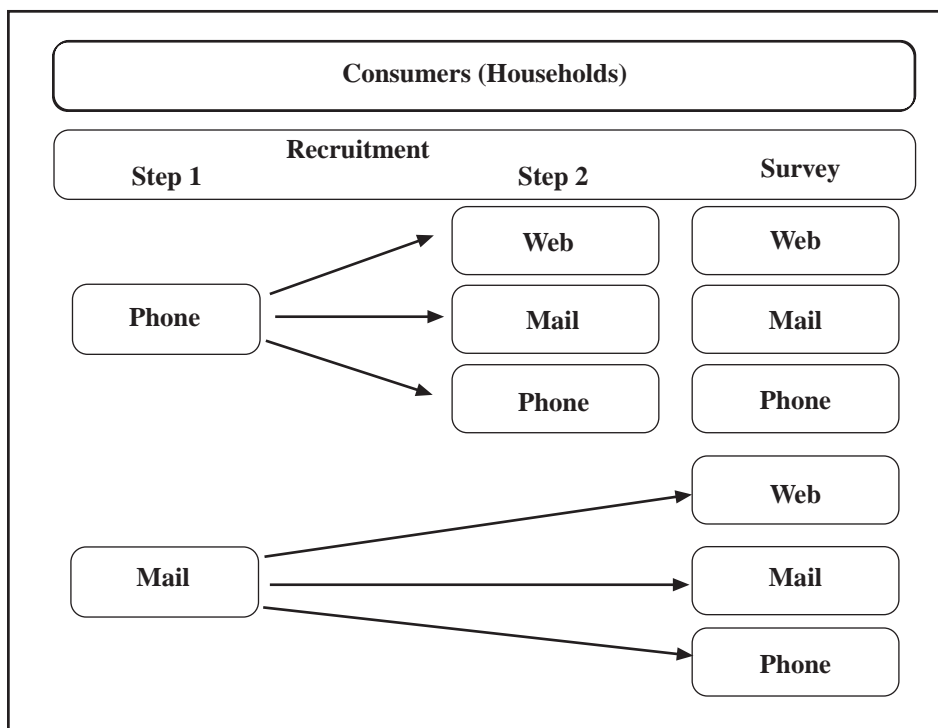 Consumers (Households)
Recruitment
Step 1 Step 2 Survey
Web Web
Phone Mail Mail
Phone Phone
Web
Mail Mail
Phone